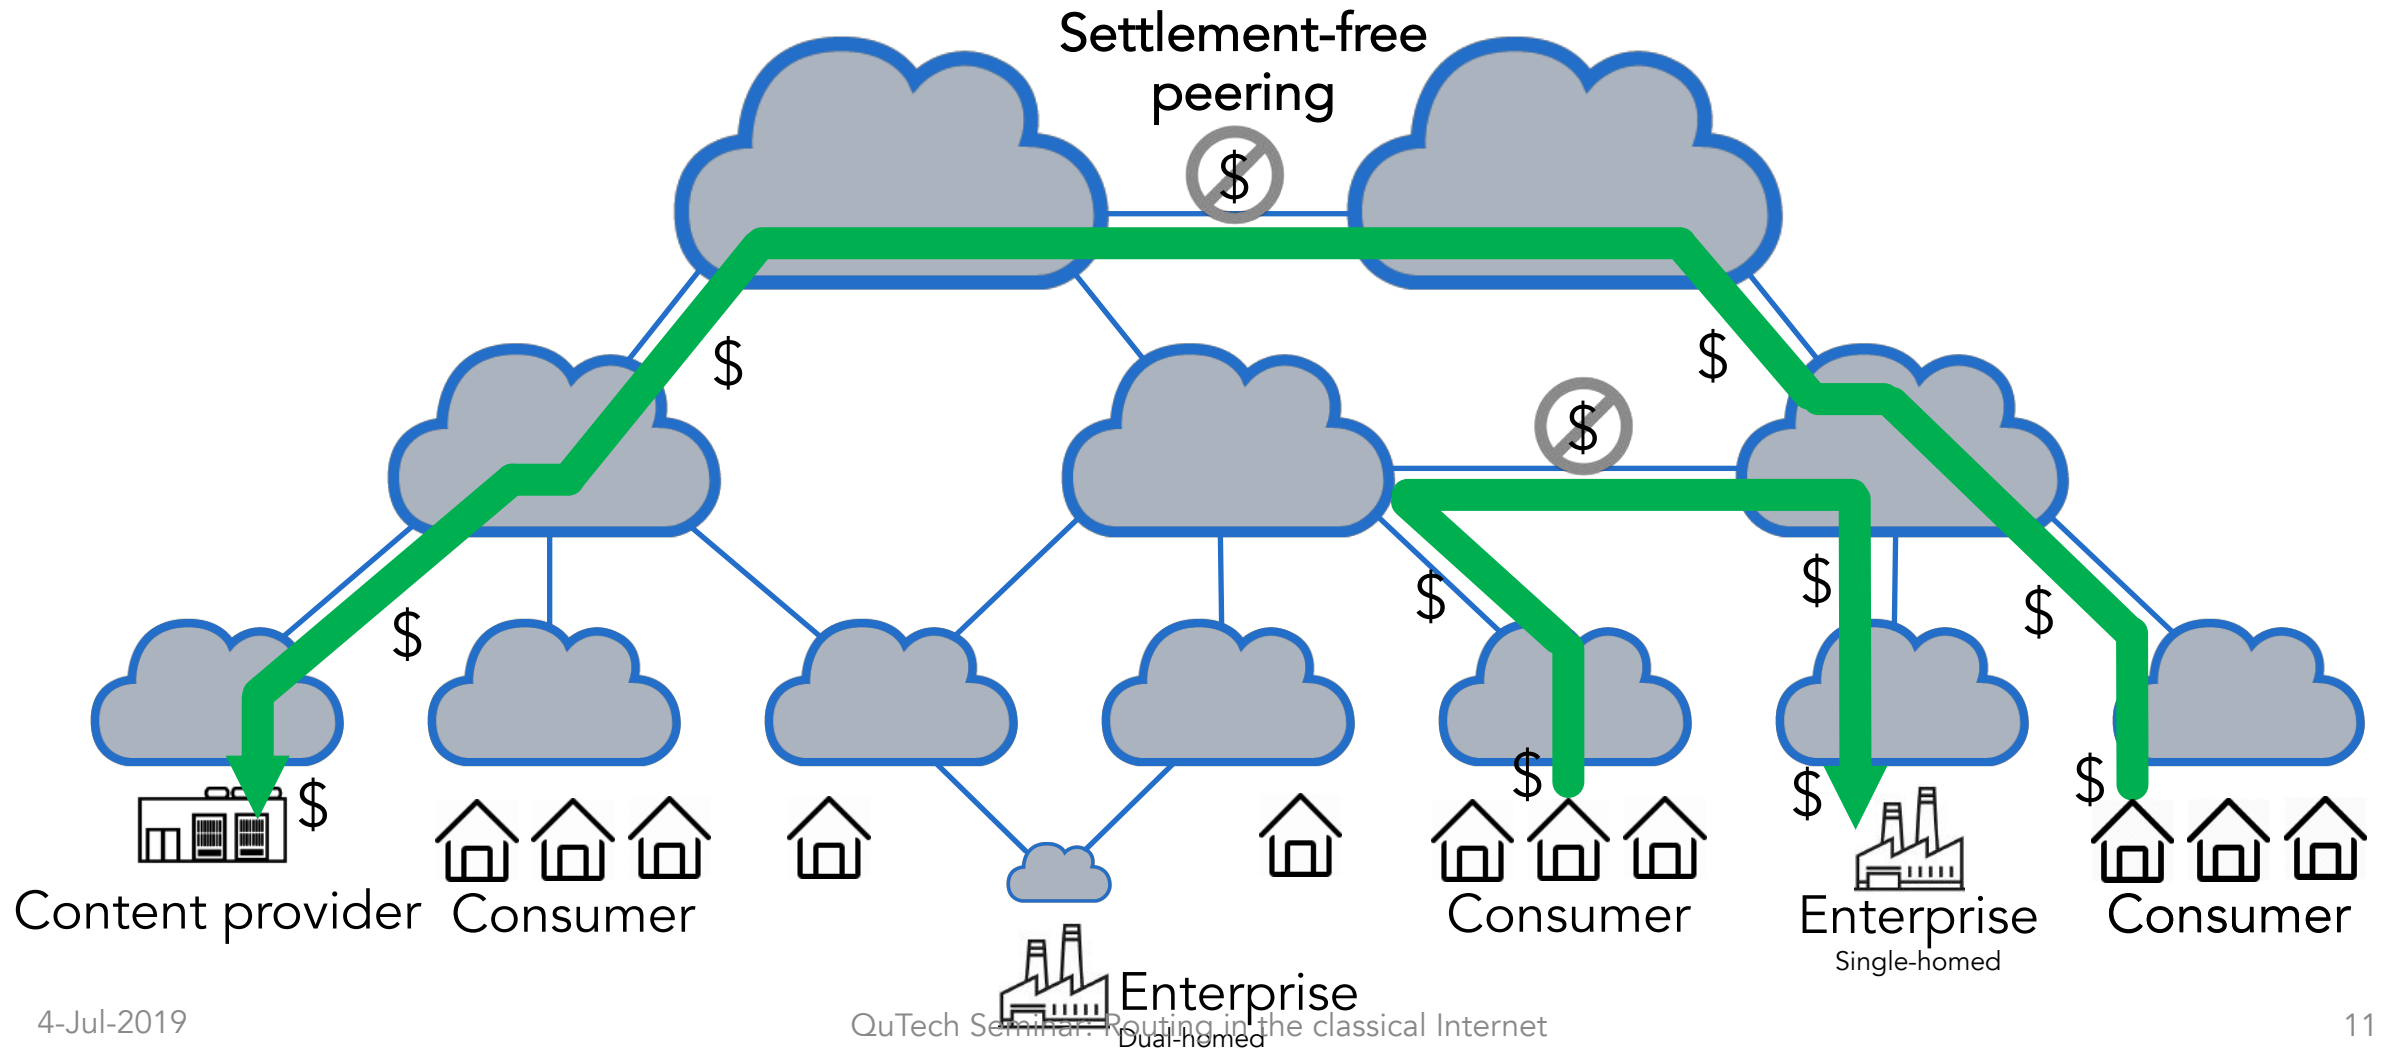 Settlement-free
peering
$
$
$
$
$
$
$
$
$
$
$
$
Content provider
Consumer
Consumer
Enterprise
Single-homed
Consumer
Enterprise
Dual-homed
4-Jul-2019
QuTech Seminar: Routing in the classical Internet
11